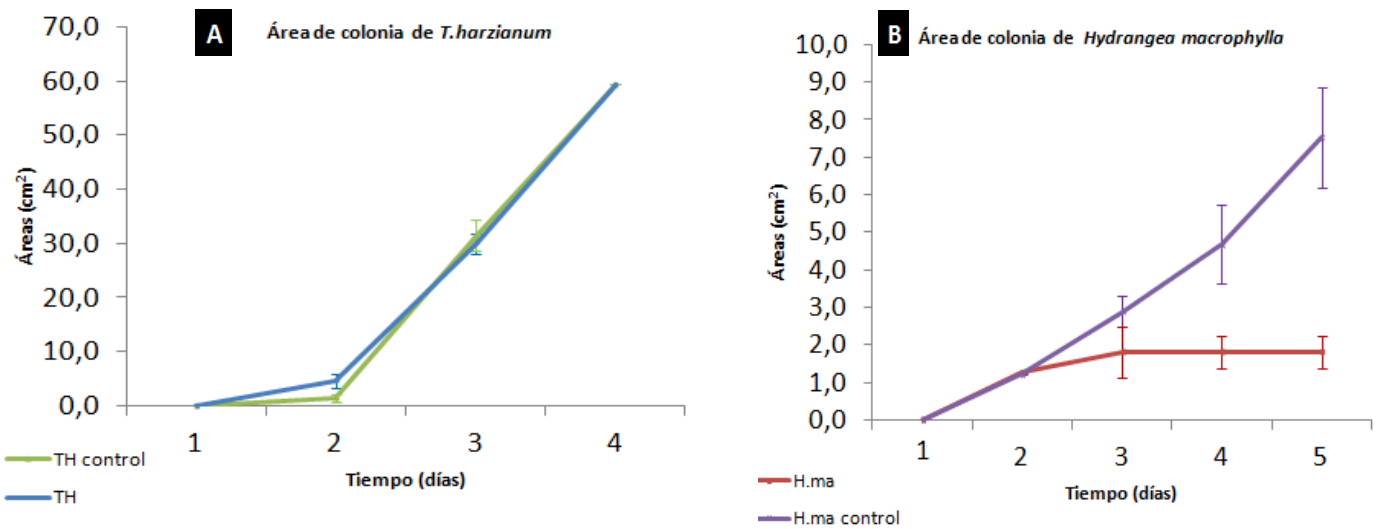 A
Área de colonia de T.harzianum
70,0
60,0
50,0
40,0
30,0
20,0
10,0
0,0
Áreas (cm²)
1 2 3 4
Tiempo (días)
TH control
TH
B
Área de colonia de Hydrangea macrophylla
10,0
9,0
8,0
7,0
6,0
5,0
4,0
3,0
2,0
1,0
0,0
Áreas (cm²)
1 2 3 4 5
Tiempo (días)
H.ma
H.ma control